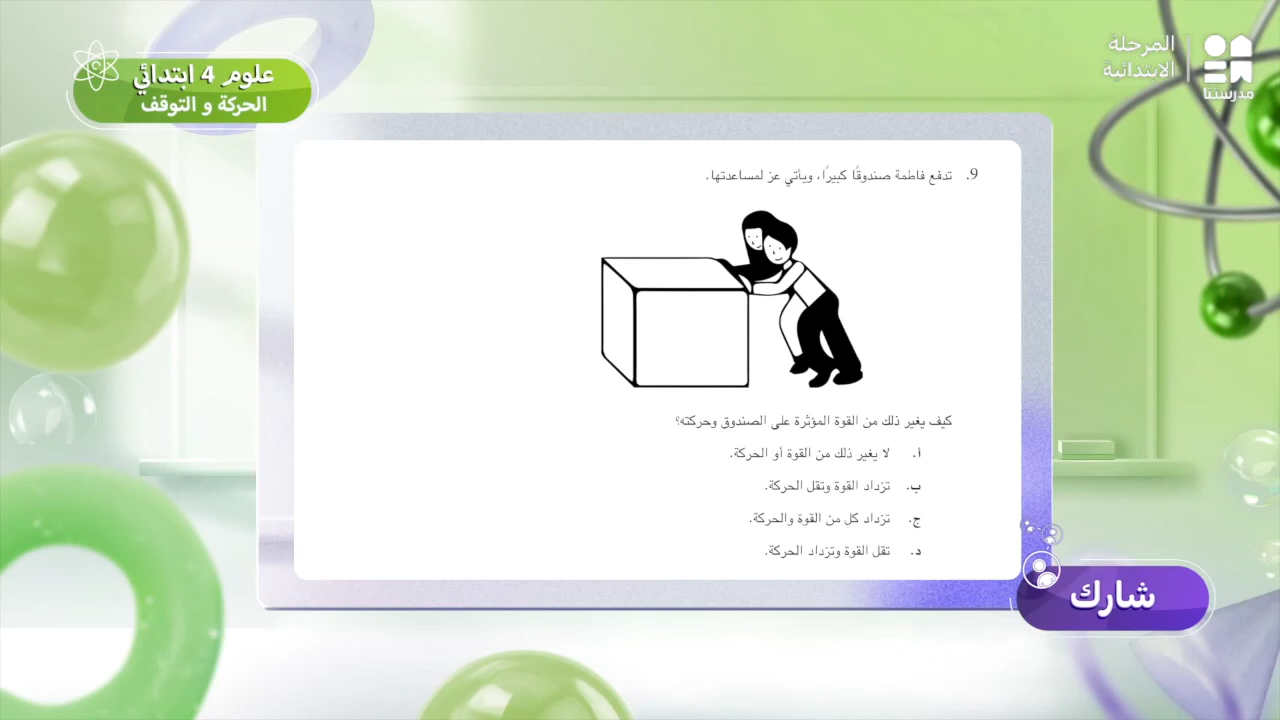 المرحلة
الابتدائية
مدرستنا
علوم 4 ابتدائي
الحركة و التوقف
9. تدفع فاطمة صندوقًا كبيرًا، ويأتي عز لمساعدتها.
كيف يغير ذلك من القوة المؤثرة على الصندوق وحركته؟
أ. لا يغير ذلك من القوة أو الحركة.
ب. تزداد القوة وتقل الحركة.
ج. تزداد كل من القوة والحركة.
د. تقل القوة وتزداد الحركة.
شارك